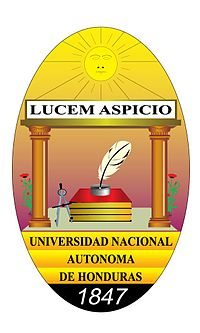 LUCEM ASPICIO
UNIVERSIDAD NACIONAL
AUTONOMA
DE HONDURAS
1847